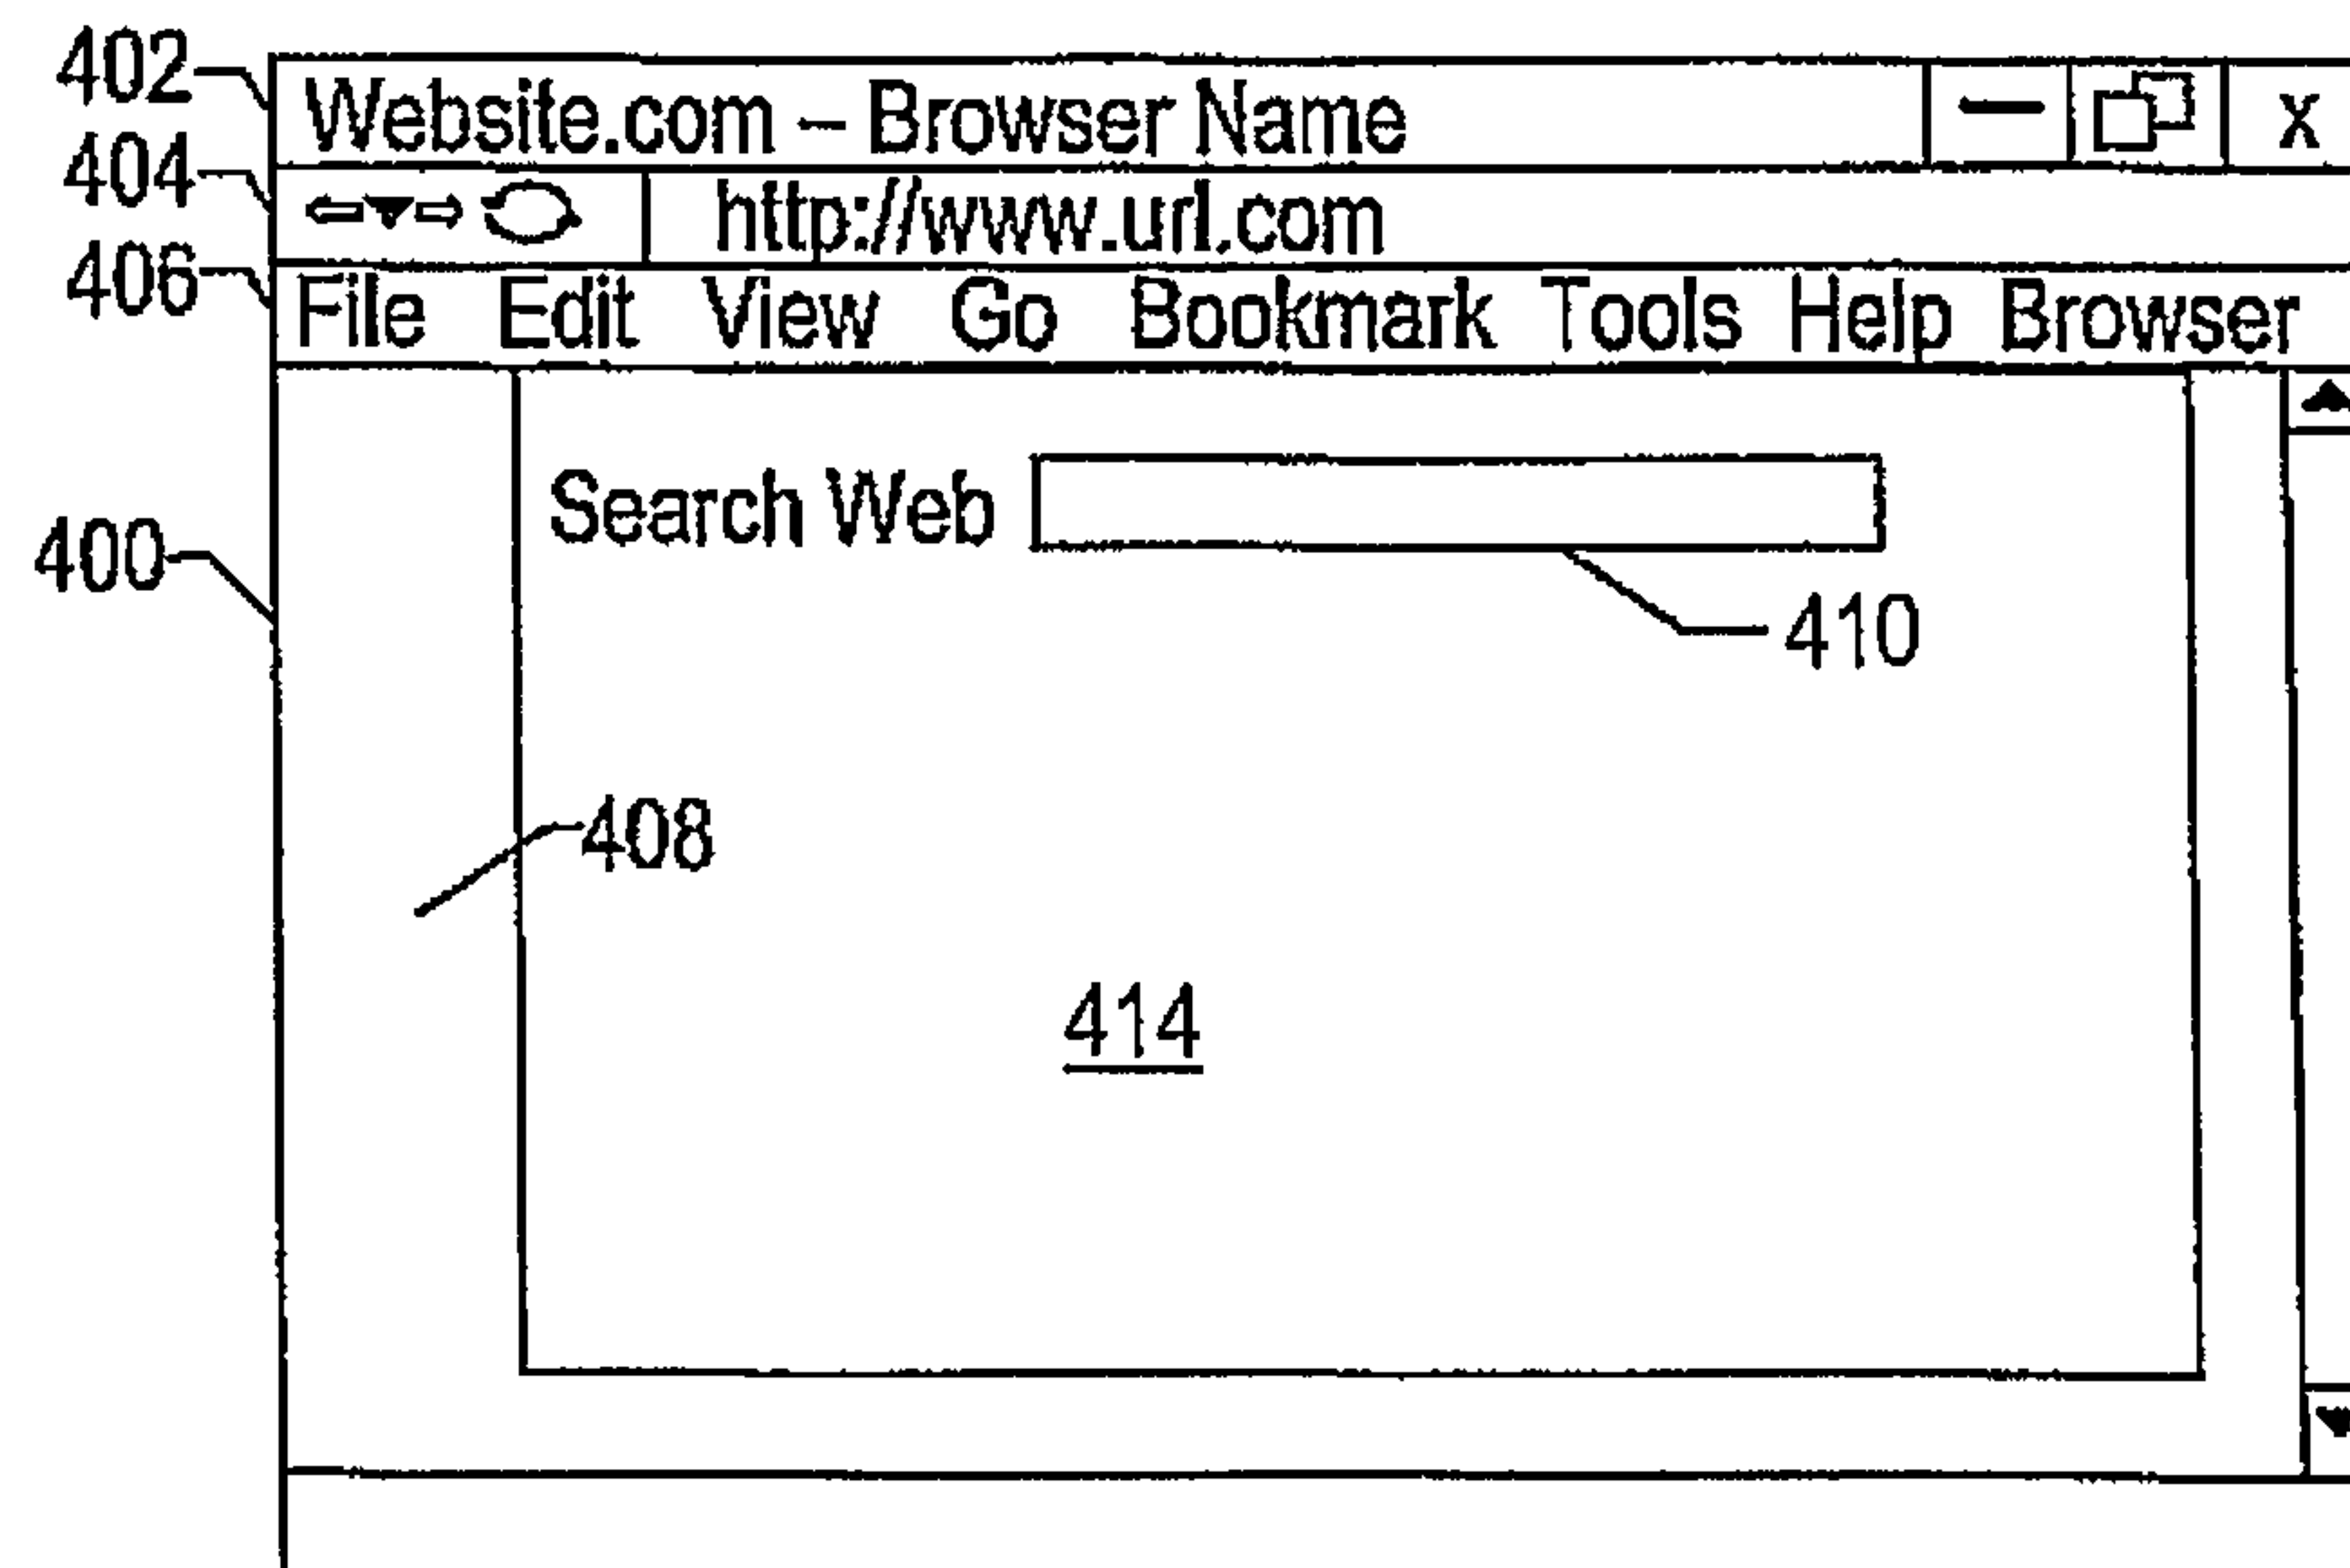 402
Website.com – Browser Name x
404
http://www.url.com
406
File Edit View Go Bookmark Tools Help Browser
Search Web
400
410
408
414